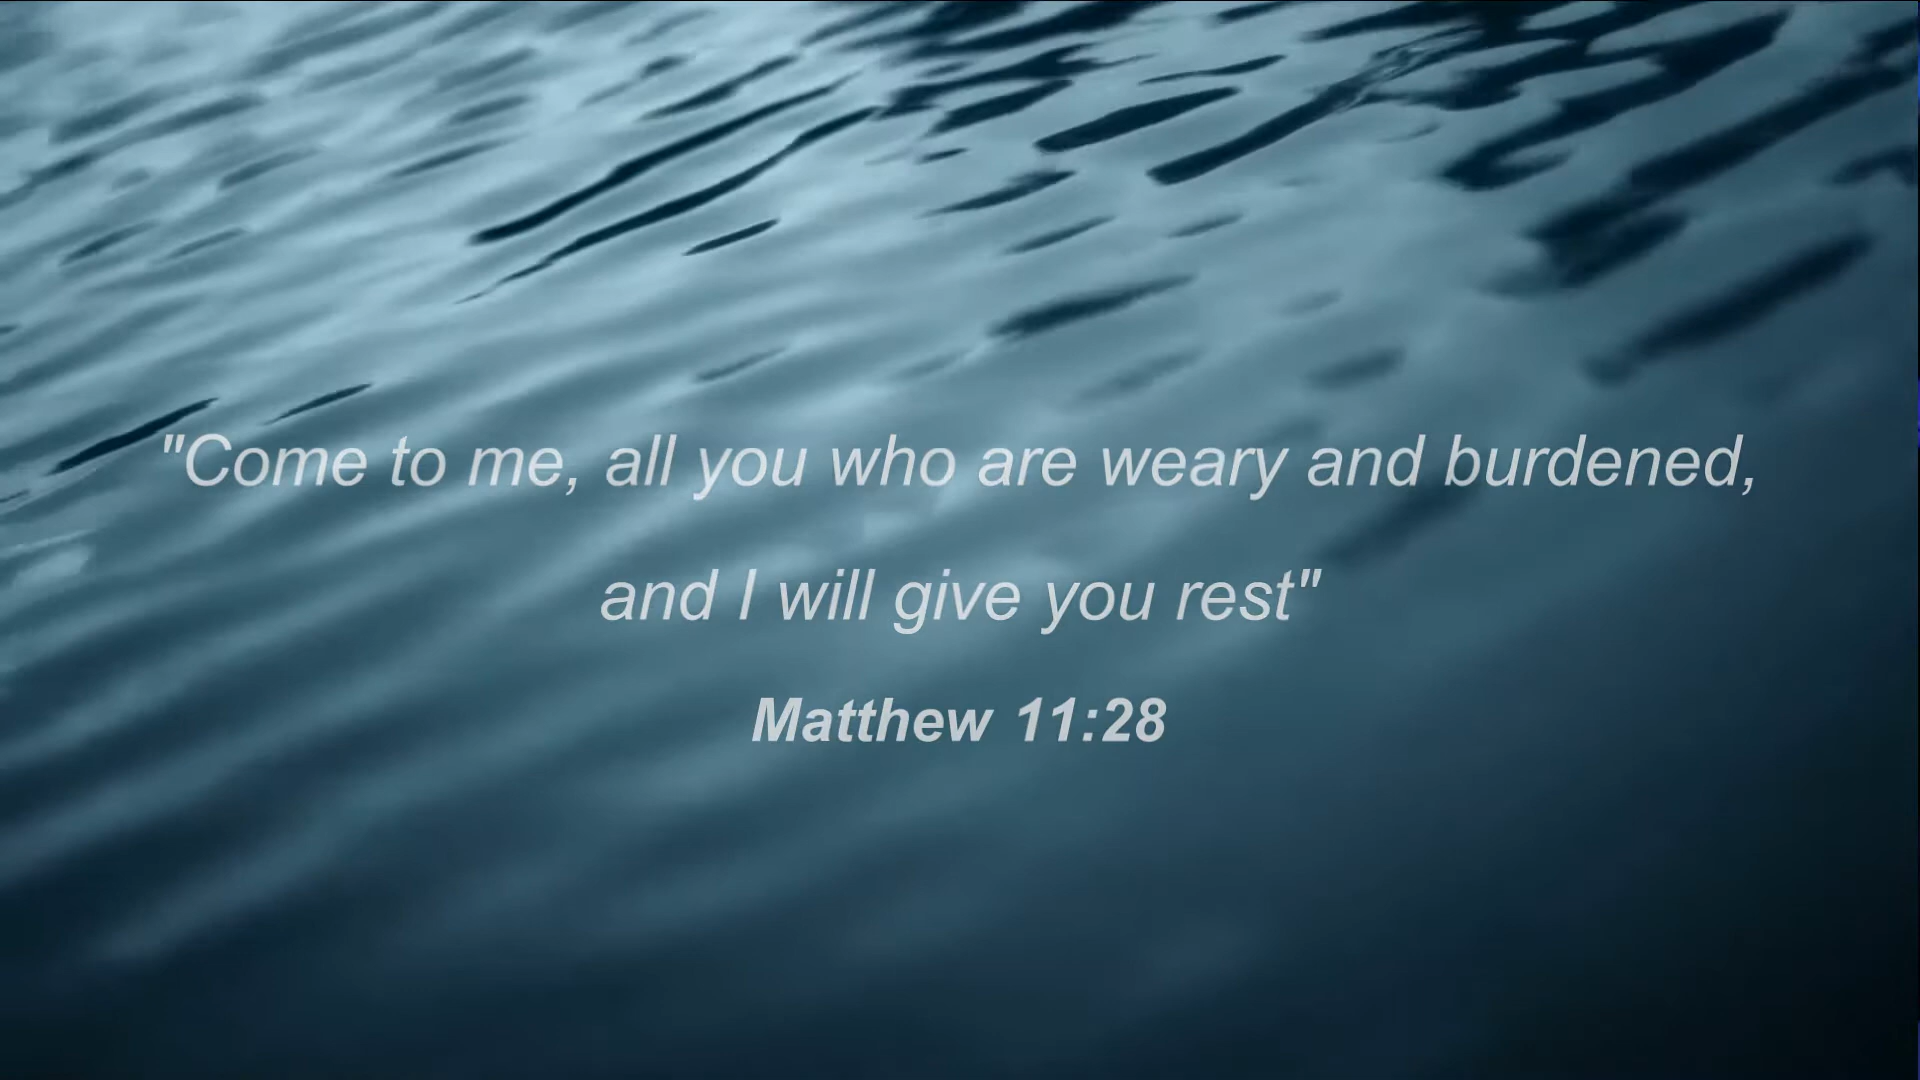 "Come to me, all you who are weary and burdened,
and I will give you rest"
Matthew 11:28